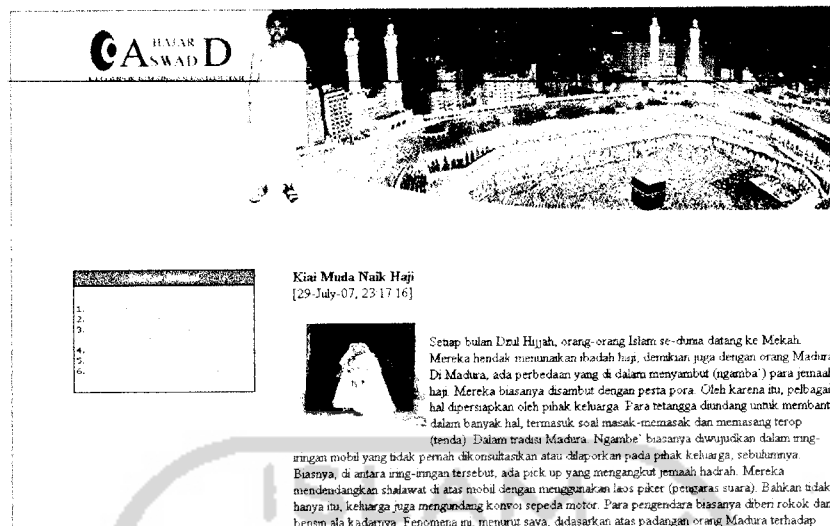 HAJAR
ASWAD
Kiai Muda Naik Haji
[29-July-07, 23 17 16]
Setiap bulan Dzul Hijjah, orang-orang Islam se-dunia datang ke Mekah.
Mereka hendak menunaikan ibadah haji, demikian juga dengan orang Madura
Di Madura, ada perbedaan yang di dalam menyambut (ngamba`) para jemaah
haji. Mereka biasanya disambut dengan pesta pora. Oleh karena itu, pelbagai
hal dipersiapkan oleh pihak keluarga. Para tetangga diundang untuk membant
dalam banyak hal, termasuk soal masak-memasak dan memasang terop
(tenda). Dalam tradisi Madura. Ngambe` biasanya diwujudkan dalam iring-
iringan mobil yang tidak pernah dikonsultasikan atau dilaporkan pada pihak keluarga, sebelumnya.
Biasnya, di antara iring-iringan tersebut, ada pick up yang mengangkut jemaah hadrah. Mereka
mendendangkan shalawat di atas mobil dengan menggunakan laos piker (pengaras suara). Bahkan tidak
hanya itu, keluarga juga mengundang konvoi sepeda motor. Para pengendara biasanya diberi rokok dan
bensin ala kadarnya. Fenomena ini, menurut saya, didasarkan atas padangan orang Madura terhadap
1.
2.
3.
4.
5.
6.
ISLAM